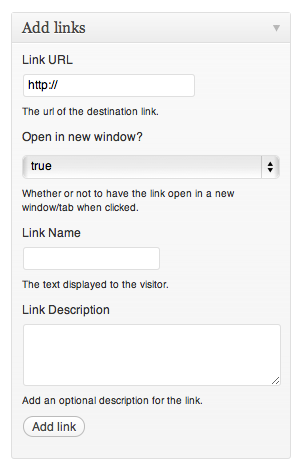 Add links
Link URL
http://
The url of the destination link.
Open in new window?
true
Whether or not to have the link open in a new
window/tab when clicked.
Link Name
The text displayed to the visitor.
Link Description
Add an optional description for the link.
Add link